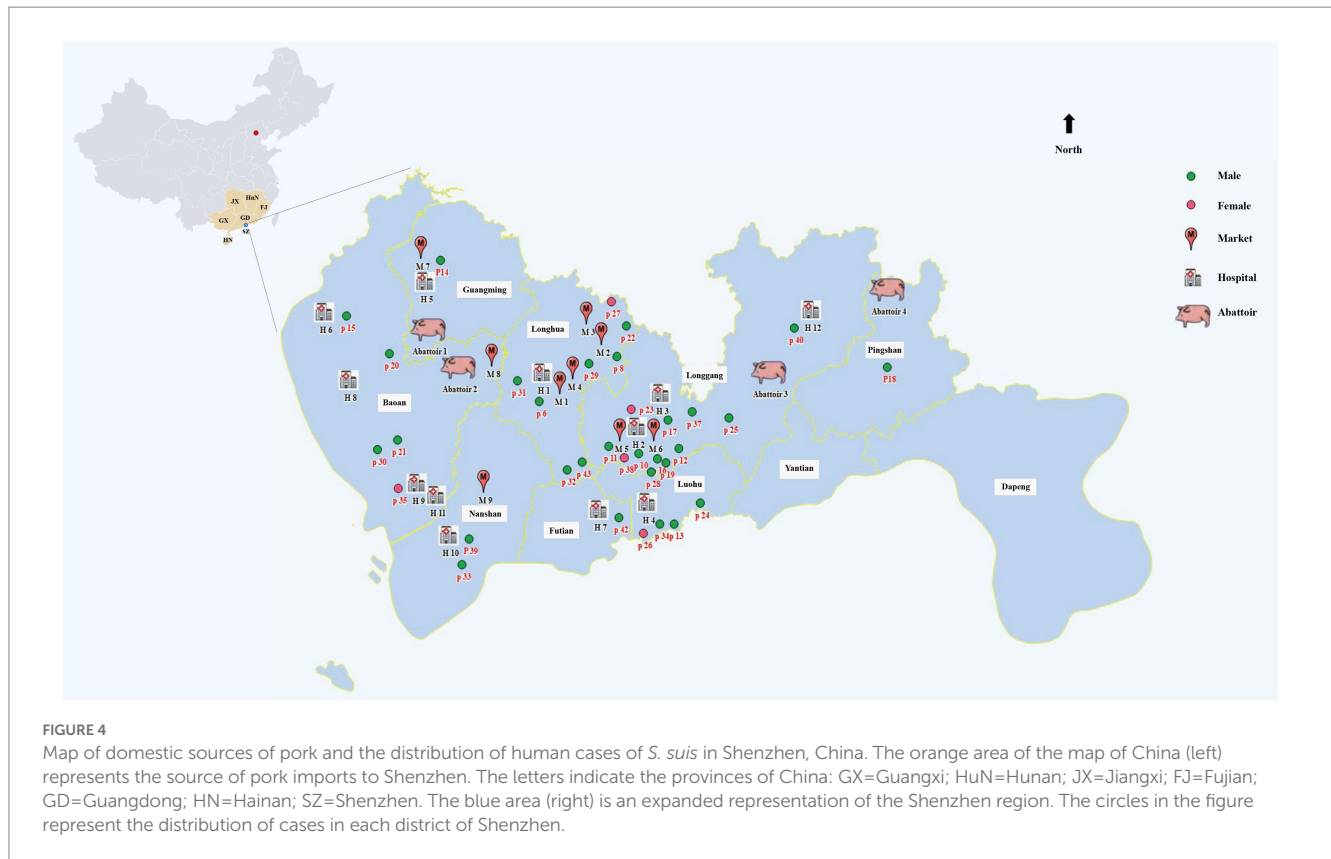 JX
HuN
FJ
GX
GD
SZ
HN
North
Male
Female
Market
Hospital
Abattoir
M 7
P14
H 5
Guangming
H 6
p 15
Longhua
M 3
p 27
M 2
p 22
H 12
p 40
Abattoir 4
Pingshan
P18
Abattoir 1
p 20
Abattoir 2
M 8
H 8
Baoan
p 31
H 1
p 6
M 1
M 4
p 29
p 8
Longgang
Abattoir 3
H 3
p 23
p 17
p 37
p 25
M 5
H 2
M 6
p 11
p 38
p 10
16
p 19
p 12
p 28
p 21
p 30
p 35
H 9
H 11
M 9
Nanshan
p 32
p 43
Luohu
Yantian
Dapeng
Futian
H 7
p 42
H 4
p 26
p 34
p 13
p 24
H 10
P39
p 33
FIGURE 4
Map of domestic sources of pork and the distribution of human cases of S. suis in Shenzhen, China. The orange area of the map of China (left)
represents the source of pork imports to Shenzhen. The letters indicate the provinces of China: GX=Guangxi; HuN=Hunan; JX=Jiangxi; FJ=Fujian;
GD=Guangdong; HN=Hainan; SZ=Shenzhen. The blue area (right) is an expanded representation of the Shenzhen region. The circles in the figure
represent the distribution of cases in each district of Shenzhen.